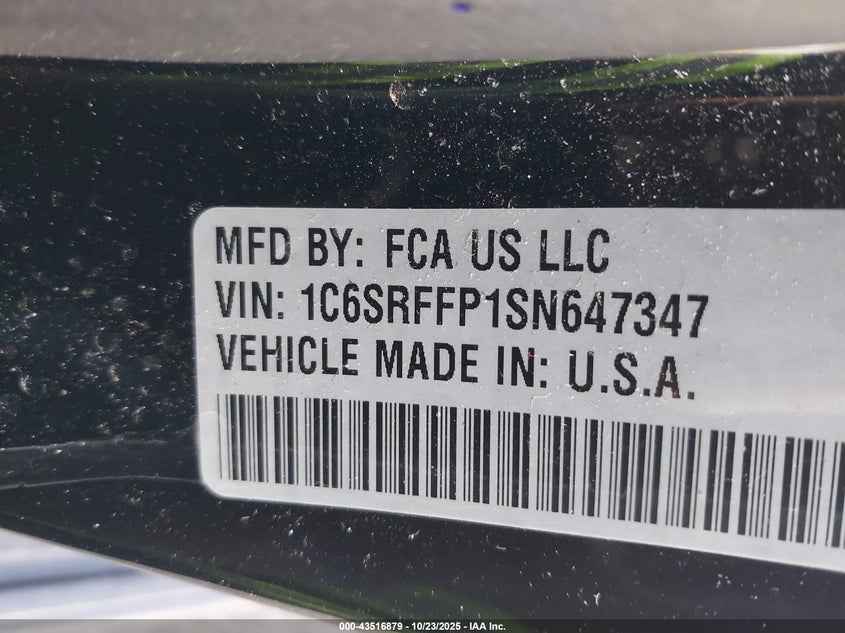 MFD BY: FCA US LLC
VIN: 1C6SRFFP1SN647347
VEHICLE MADE IN: U.S.A.
000-43516879 - 10/23/2025 - IAA Inc.